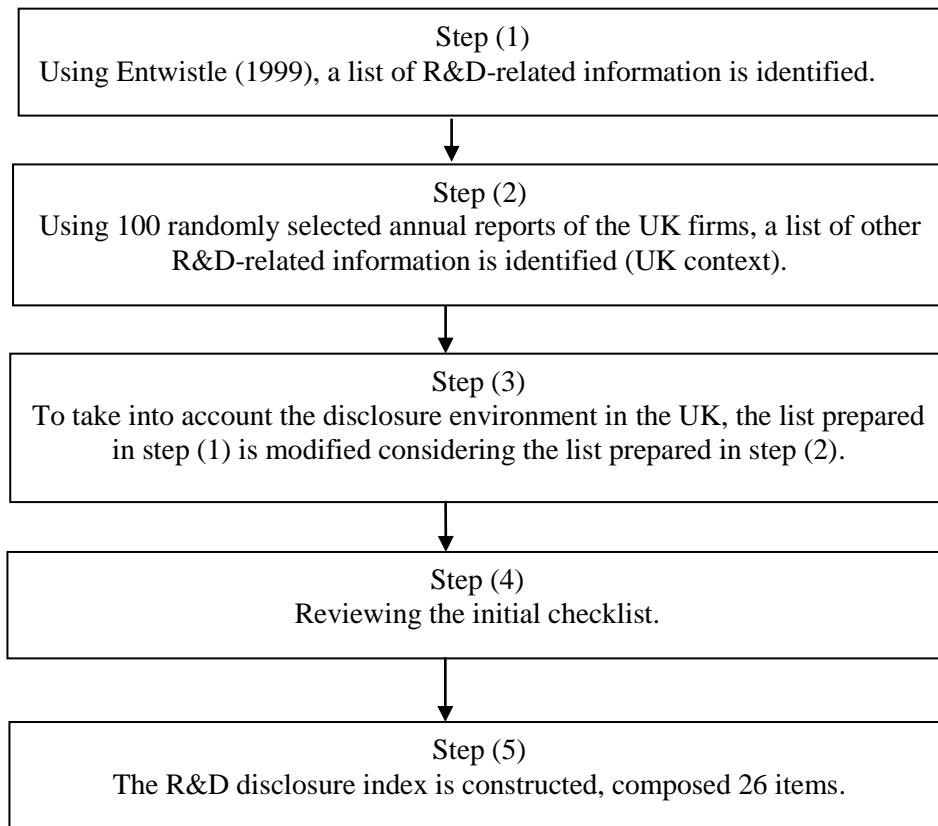 Step (1)
Using Entwistle (1999), a list of R&D-related information is identified.
Step (2)
Using 100 randomly selected annual reports of the UK firms, a list of other
R&D-related information is identified (UK context).
Step (3)
To take into account the disclosure environment in the UK, the list prepared
in step (1) is modified considering the list prepared in step (2).
Step (4)
Reviewing the initial checklist.
Step (5)
The R&D disclosure index is constructed, composed 26 items.